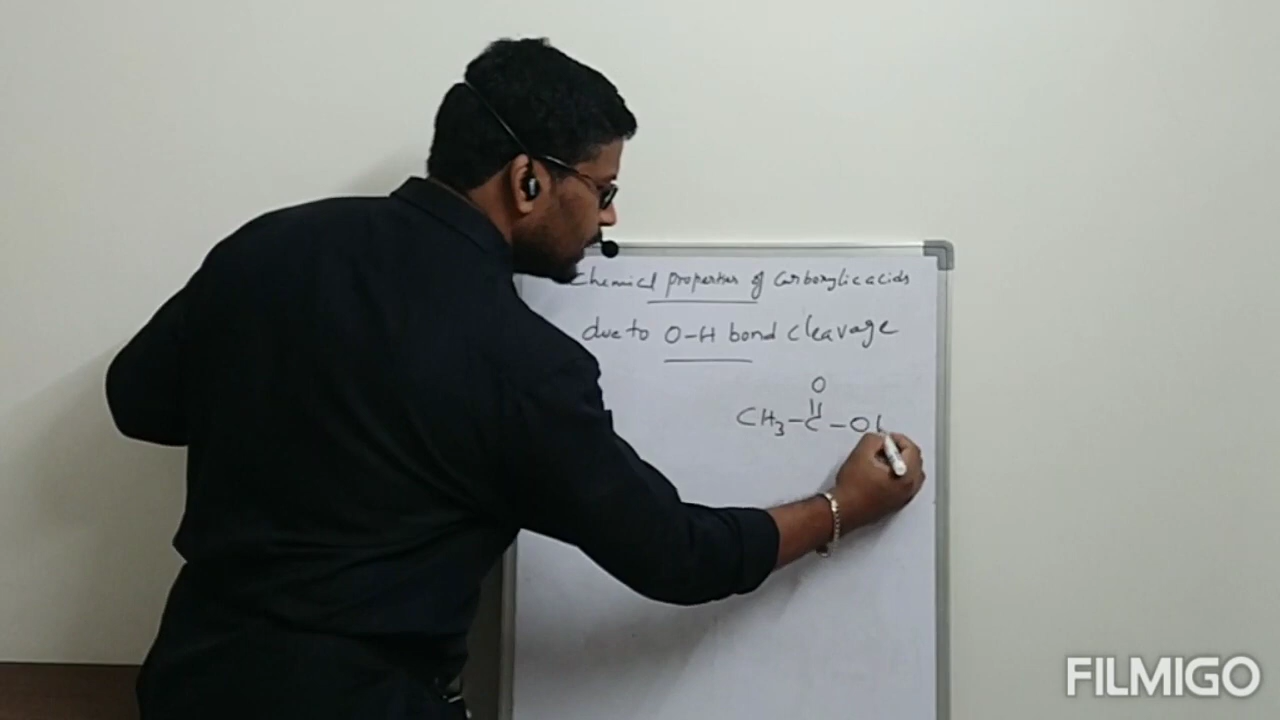 Chemical properties of Carboxylic acids
due to O-H bond cleavage
O
CH3-C-O
FILMIGO